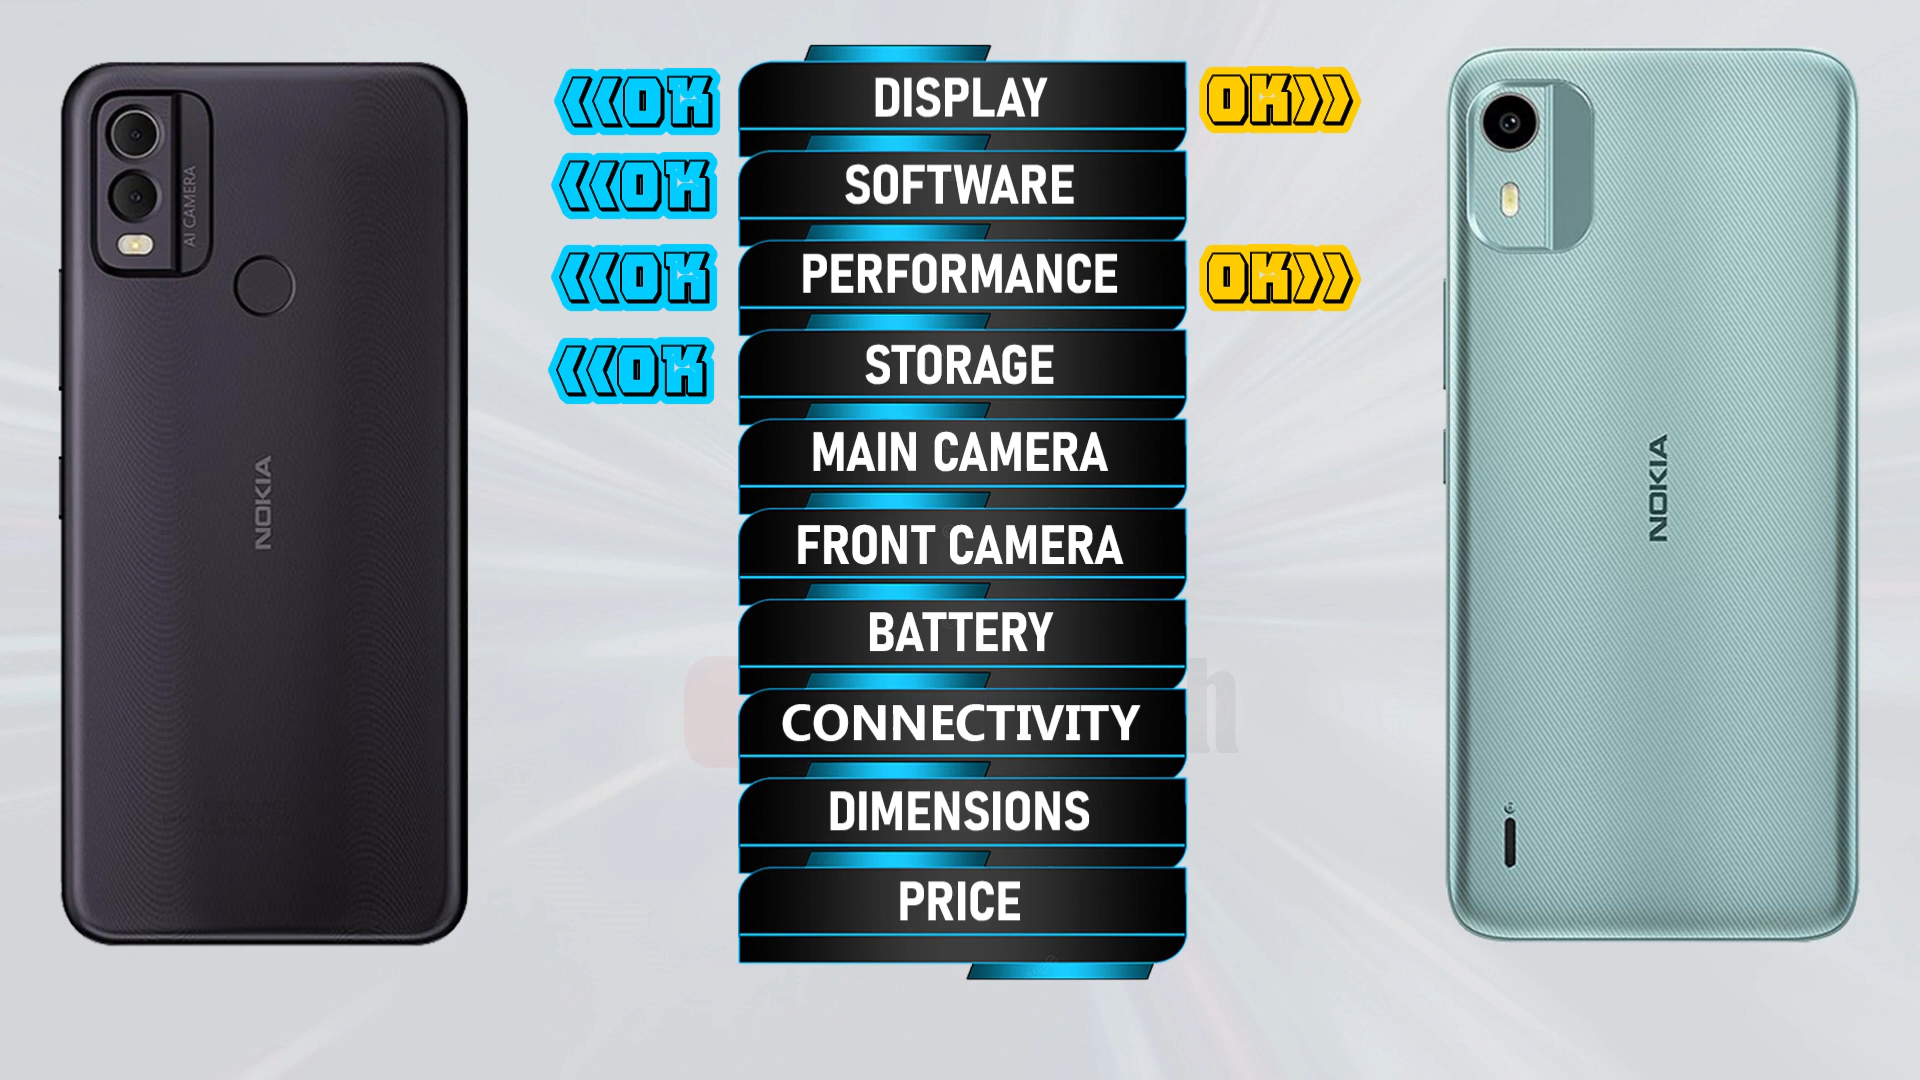 AI CAMERA
NOKIA
OK DISPLAY OK
OK SOFTWARE
OK PERFORMANCE OK
OK STORAGE
MAIN CAMERA
FRONT CAMERA
BATTERY
CONNECTIVITY
DIMENSIONS
PRICE
NOKIA